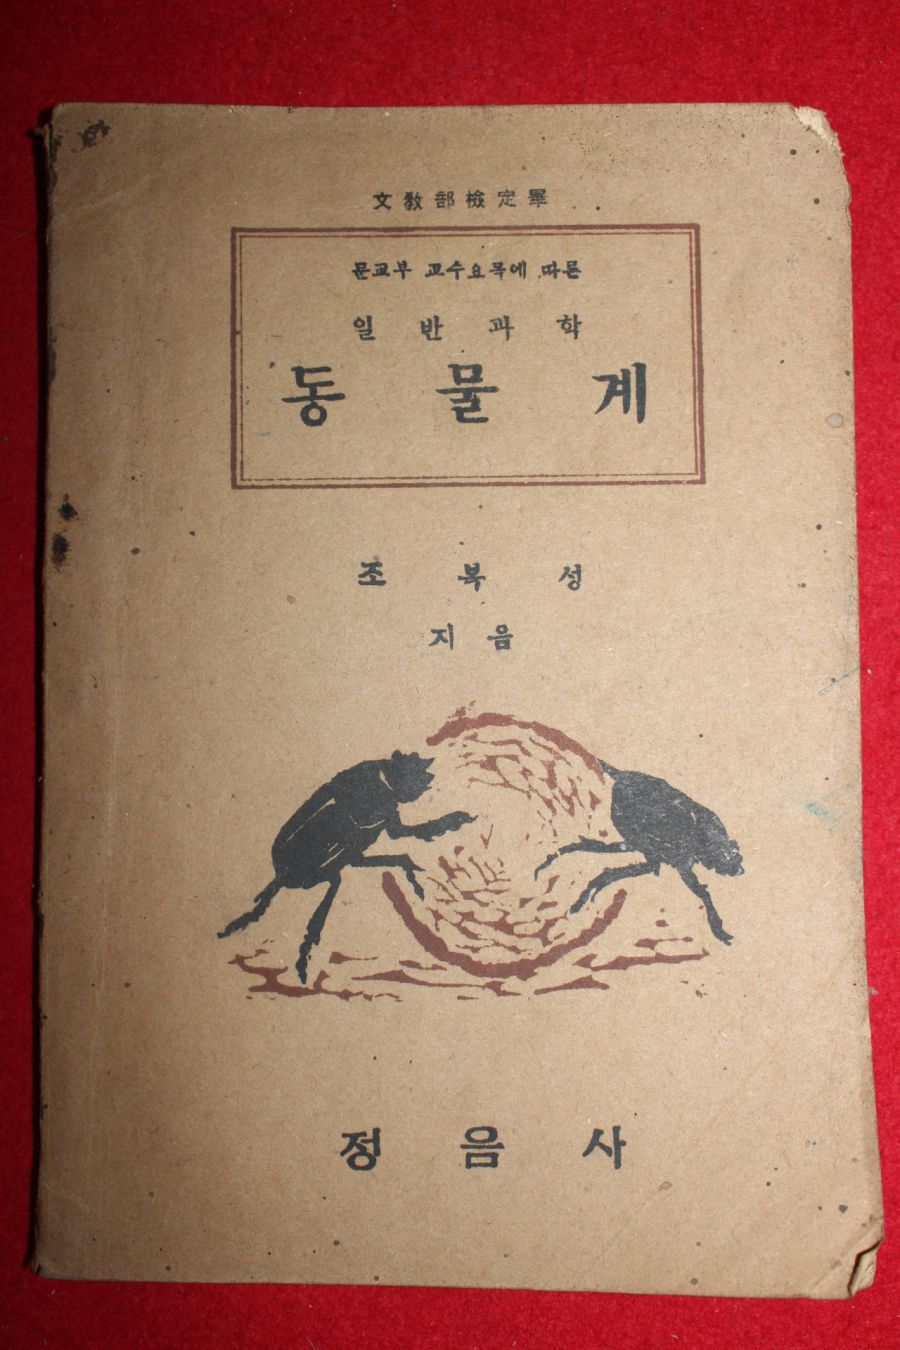 文敎部檢定畢
문교부 교수요목에 따른
일반과학
동물계
조복성
지음
정음사